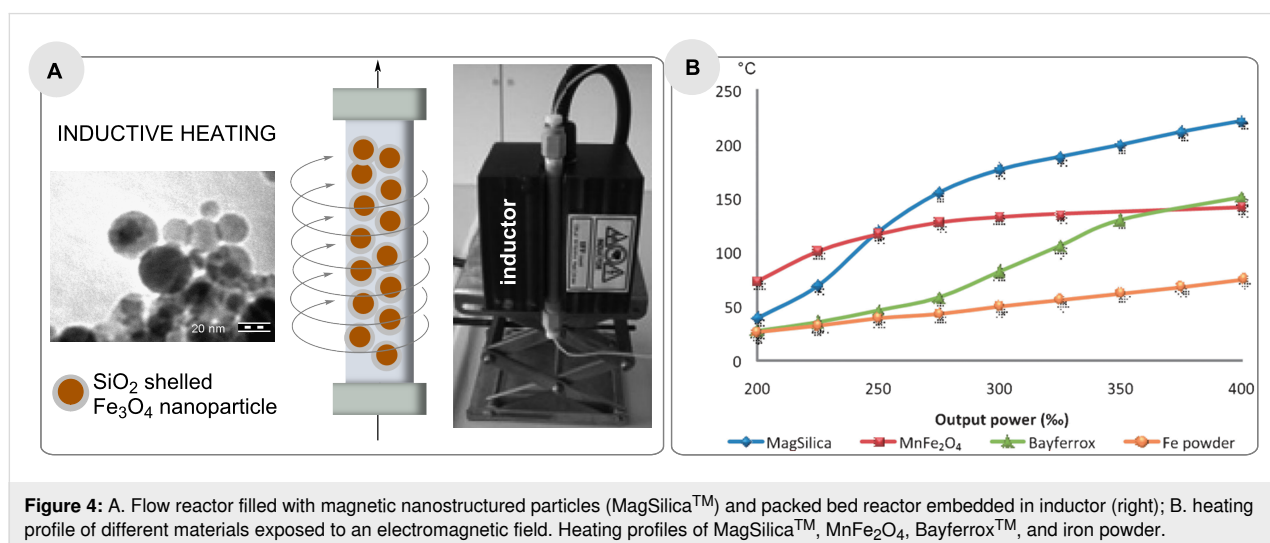 A
INDUCTIVE HEATING
20 nm
SiO2 shelled
Fe3O4 nanoparticle
inductor
B
°C
250
200
150
100
50
0
200 250 300 350 400
Output power (‰)
MagSilica MnFe2O4 Bayferrox Fe powder
Figure 4: A. Flow reactor filled with magnetic nanostructured particles (MagSilica™) and packed bed reactor embedded in inductor (right); B. heating
profile of different materials exposed to an electromagnetic field. Heating profiles of MagSilica™, MnFe2O4, Bayferrox™, and iron powder.